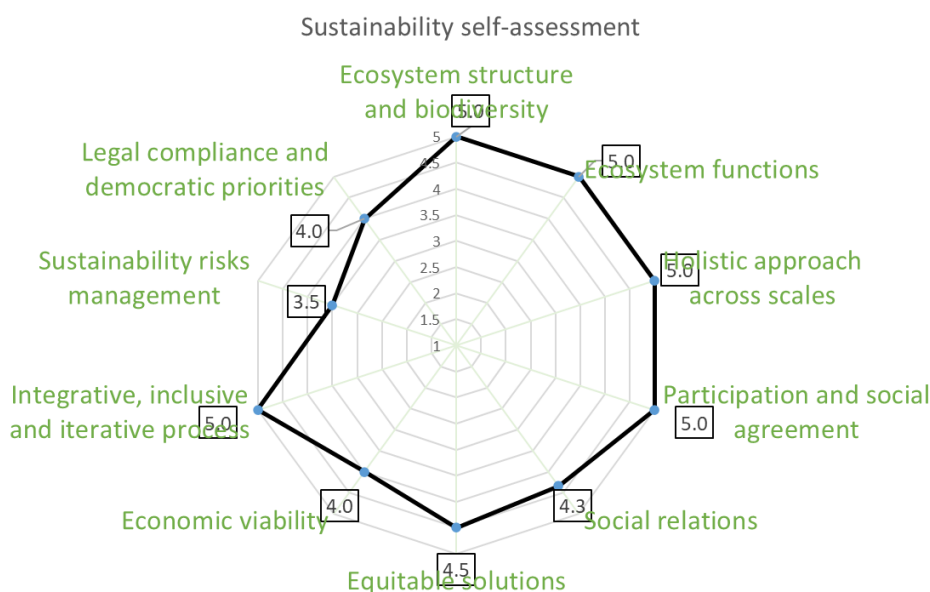 Sustainability self-assessment
Ecosystem structure
and biodiversity
5.0
Ecosystem functions
5.0
Holistic approach
across scales
5.0
Participation and social
agreement
5.0
Social relations
4.3
Equitable solutions
4.5
Economic viability
4.0
Integrative, inclusive
and iterative process
5.0
Sustainability risks
management
3.5
Legal compliance and
democratic priorities
4.0
5
4.5
4
3.5
3
2.5
2
1.5
1